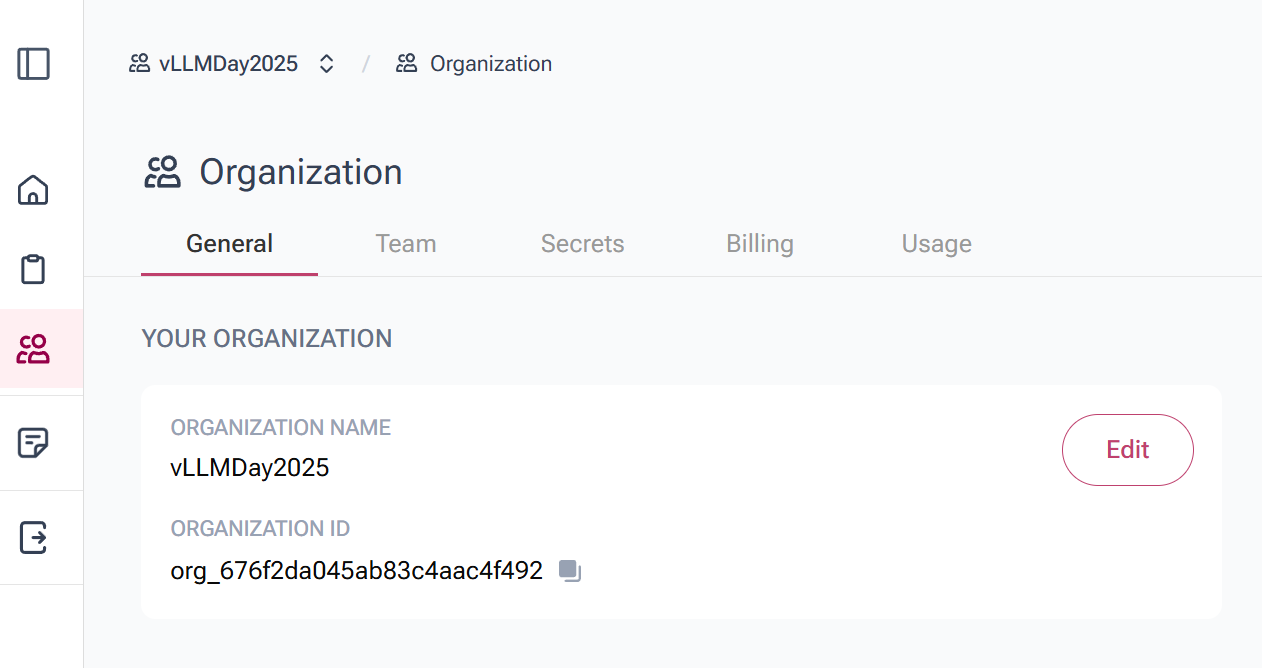 vLLMDay2025 / Organization
Organization
General Team Secrets Billing Usage
YOUR ORGANIZATION
ORGANIZATION NAME
Edit
vLLMDay2025
ORGANIZATION ID
org_676f2da045ab83c4aac4f492